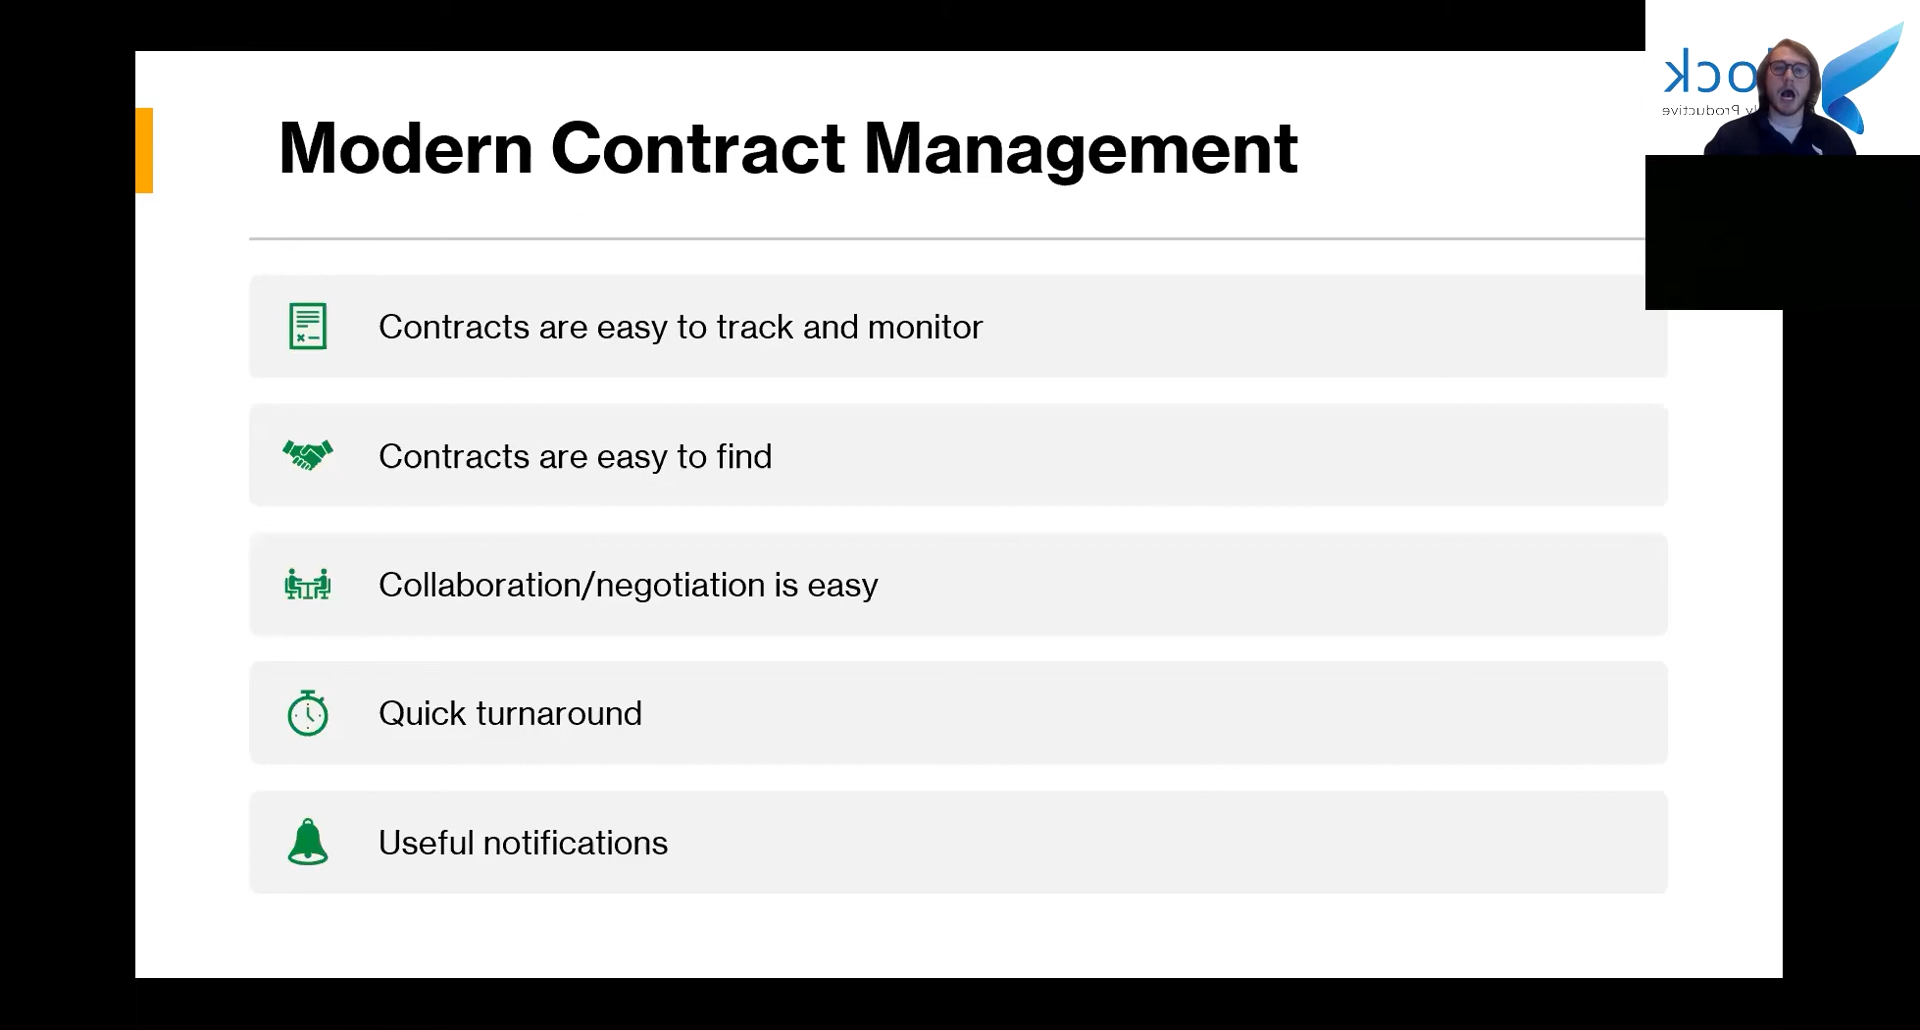 Modern Contract Management
Contracts are easy to track and monitor
Contracts are easy to find
Collaboration/negotiation is easy
Quick turnaround
Useful notifications
Productive